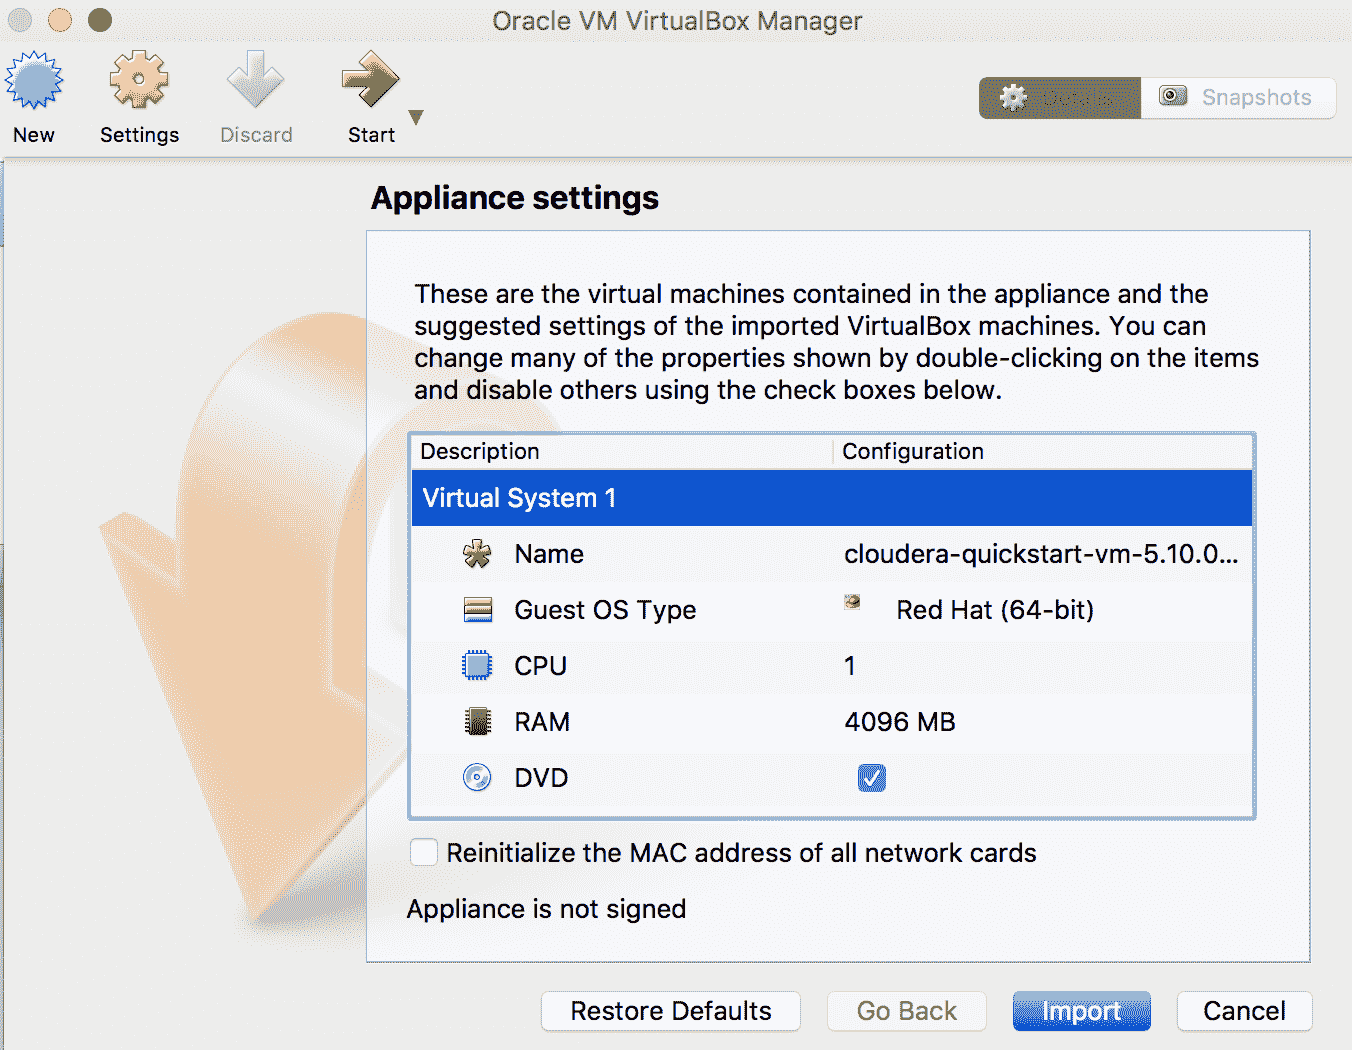 Oracle VM VirtualBox Manager
New
Settings
Discard
Start
Snapshots
Appliance settings
These are the virtual machines contained in the appliance and the
suggested settings of the imported VirtualBox machines. You can
change many of the properties shown by double-clicking on the items
and disable others using the check boxes below.
Description Configuration
Virtual System 1
Name cloudera-quickstart-vm-5.10.0...
Guest OS Type Red Hat (64-bit)
CPU 1
RAM 4096 MB
DVD
Reinitialize the MAC address of all network cards
Appliance is not signed
Restore Defaults Go Back Import Cancel